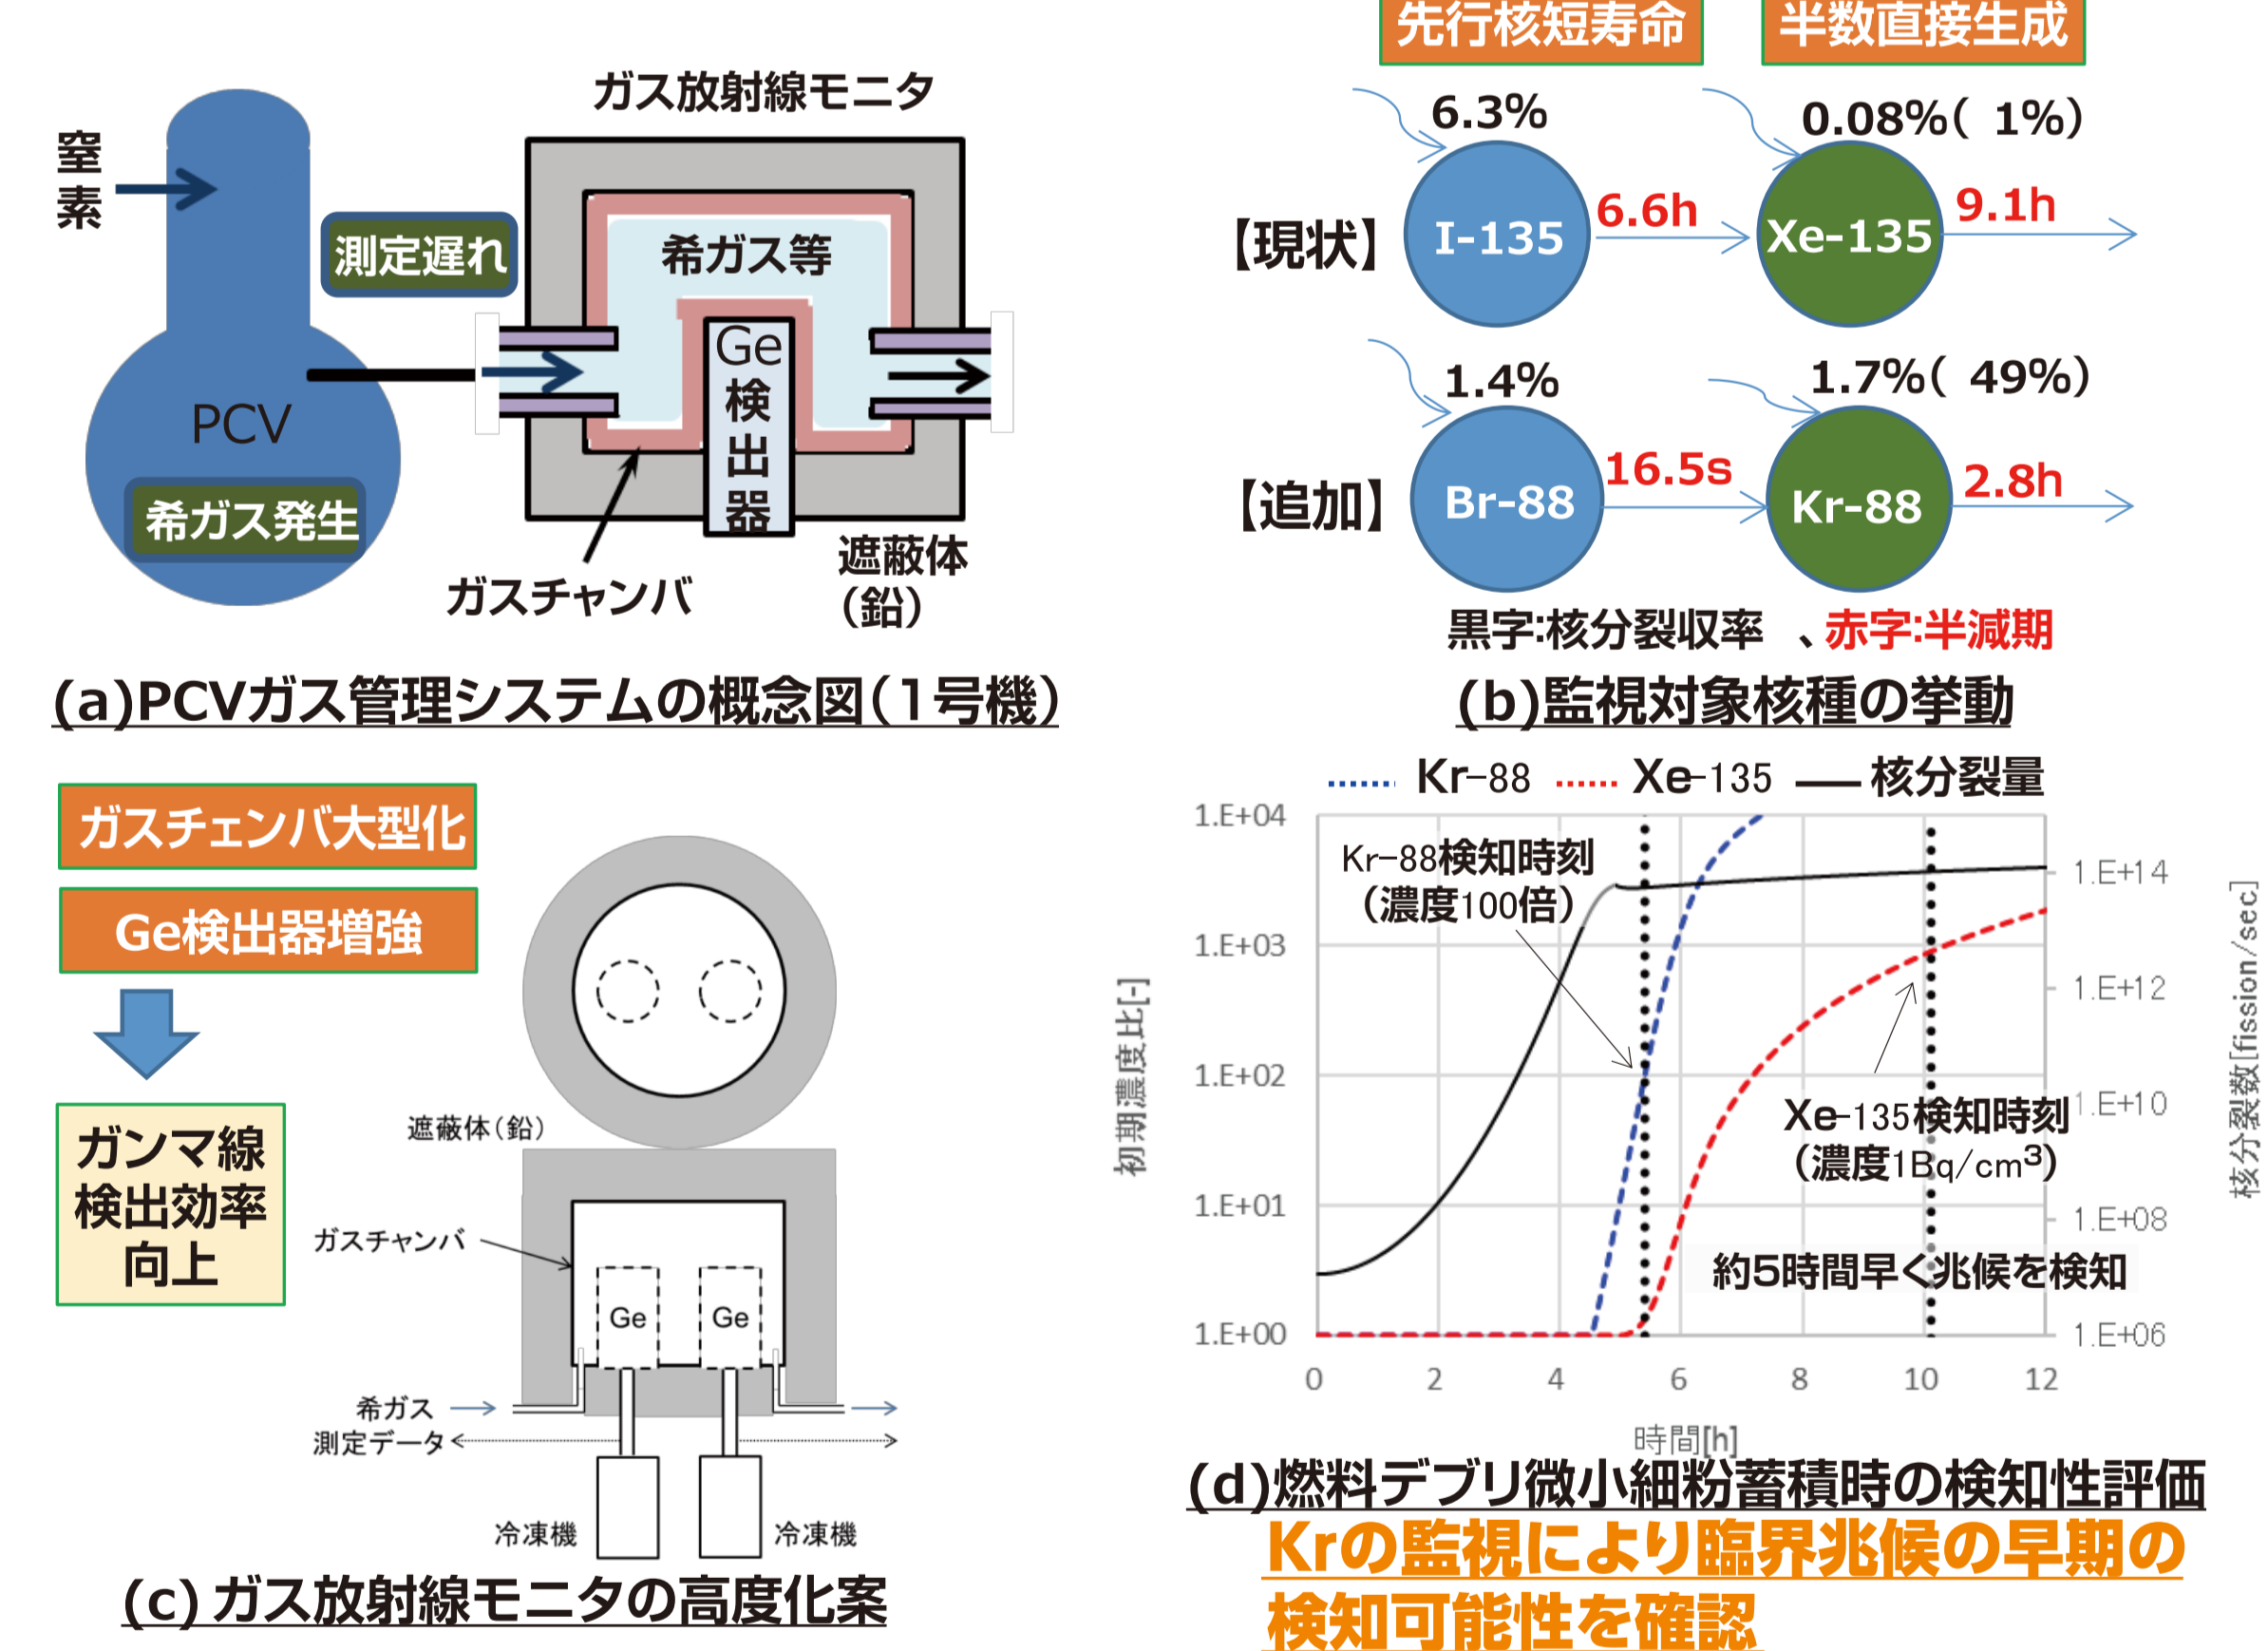 窒素
ガス放射線モニタ
測定遅れ
希ガス等
Ge検出器
PCV
希ガス発生
ガスチャンバ
遮蔽体
（鉛）
(a)PCVガス管理システムの概念図（1号機）
先行核短寿命
半数直接生成
6.3%
0.08%( 1%)
【現状】
I-135
6.6h
Xe-135
9.1h
1.4%
1.7%( 49%)
【追加】
Br-88
16.5s
Kr-88
2.8h
黒字:核分裂収率 、赤字:半減期
(b)監視対象核種の挙動
ガスチェンバ大型化
Ge検出器増強
ガンマ線
検出効率
向上
遮蔽体（鉛）
ガスチャンバ
Ge
Ge
希ガス
測定データ
冷凍機
冷凍機
(c) ガス放射線モニタの高度化案
Kr-88 Xe-135 核分裂量
1.E+04
1.E+03
1.E+02
1.E+01
1.E+00
初期濃度比[-]
Kr-88検知時刻
（濃度100倍）
Xe-135検知時刻
（濃度1Bq/cm³）
約5時間早く兆候を検知
1.E+14
1.E+12
1.E+10
1.E+08
1.E+06
核分裂数[fission/sec]
0 2 4 6 8 10 12
時間[h]
(d)燃料デブリ微小細粉蓄積時の検知性評価
Krの監視により臨界兆候の早期の
検知可能性を確認